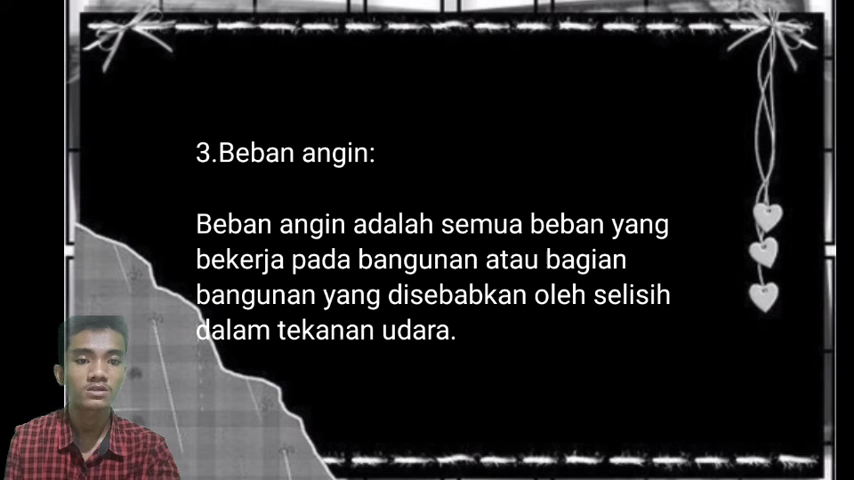 3.Beban angin:
Beban angin adalah semua beban yang
bekerja pada bangunan atau bagian
bangunan yang disebabkan oleh selisih
dalam tekanan udara.